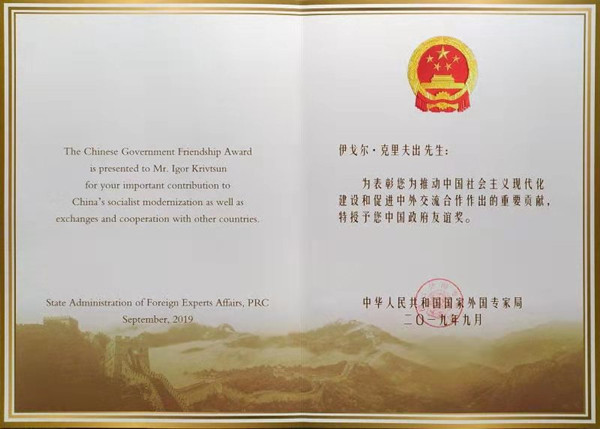 The Chinese Government Friendship Award
is presented to Mr. Igor Krivtsun
for your important contribution to
China's socialist modernization as well as
exchanges and cooperation with other countries.
State Administration of Foreign Experts Affairs, PRC
September, 2019
伊戈尔·克里夫出先生:
为表彰您为推动中国社会主义现代化
建设和促进中外交流合作作出的重要贡献,
特授予您中国政府友谊奖。
中华人民共和国国家外国专家局
二〇一九年九月